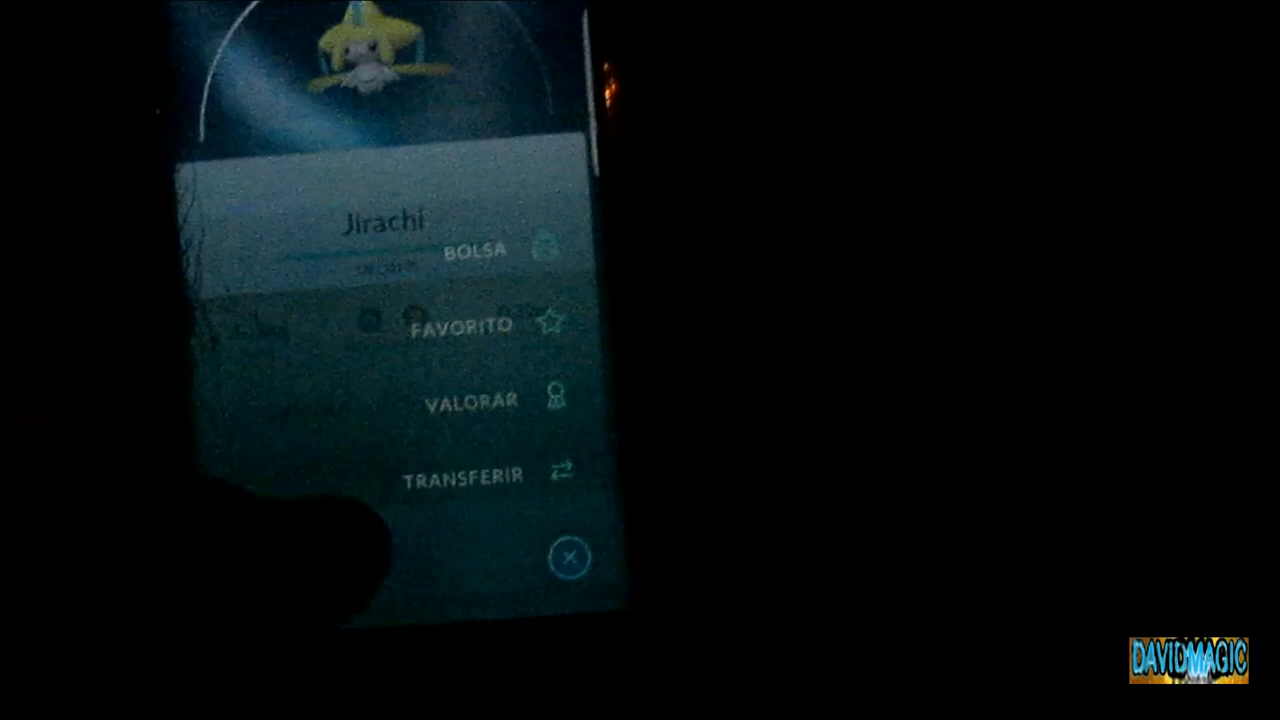 Jirachi
BOLSA
FAVORITO
VALORAR
TRANSFERIR
DAVIDMAGIC